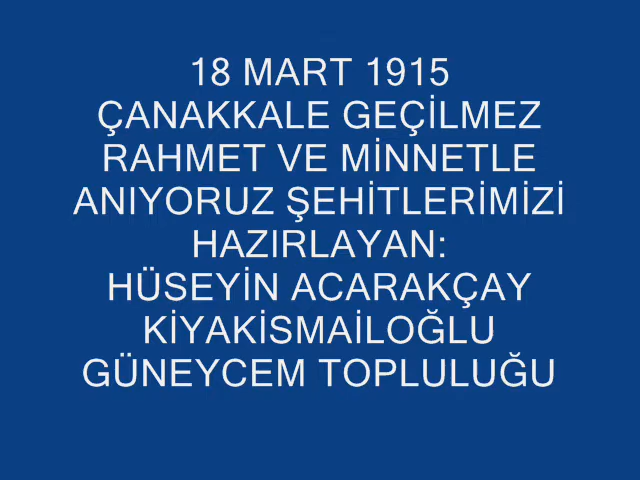 18 MART 1915
ÇANAKKALE GEÇİLMEZ
RAHMET VE MİNNETLE
ANIYORUZ ŞEHİTLERİMİZİ
HAZIRLAYAN:
HÜSEYİN ACARAKÇAY
KİYAKİSMAİLOĞLU
GÜNEYCEM TOPLULUĞU